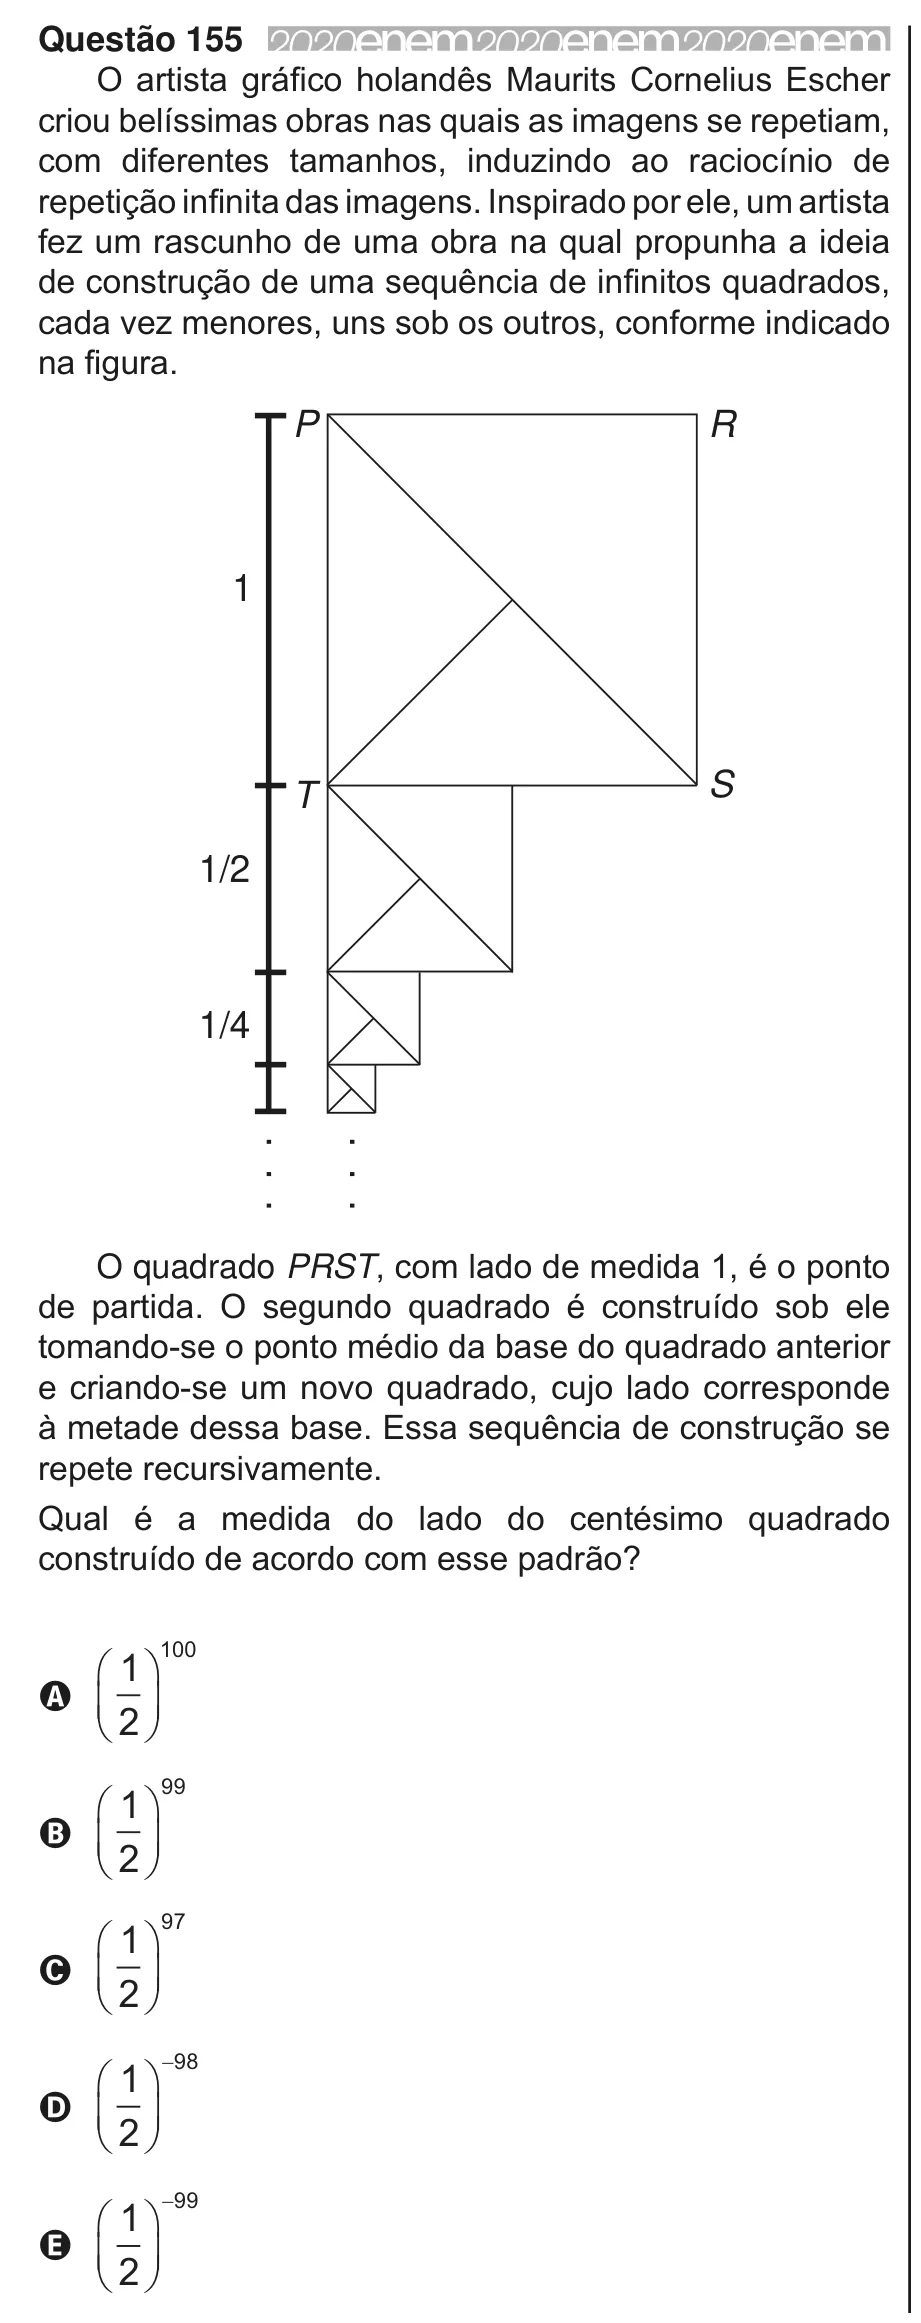 Questão 155 2020enem2020enem2020enem
O artista gráfico holandês Maurits Cornelius Escher
criou belíssimas obras nas quais as imagens se repetiam,
com diferentes tamanhos, induzindo ao raciocínio de
repetição infinita das imagens. Inspirado por ele, um artista
fez um rascunho de uma obra na qual propunha a ideia
de construção de uma sequência de infinitos quadrados,
cada vez menores, uns sob os outros, conforme indicado
na figura.
P R
1
T S
1/2
1/4
O quadrado PRST, com lado de medida 1, é o ponto
de partida. O segundo quadrado é construído sob ele
tomando-se o ponto médio da base do quadrado anterior
e criando-se um novo quadrado, cujo lado corresponde
à metade dessa base. Essa sequência de construção se
repete recursivamente.
Qual é a medida do lado do centésimo quadrado
construído de acordo com esse padrão?
A (1/2)^100
B (1/2)^99
C (1/2)^97
D (1/2)^–98
E (1/2)^–99